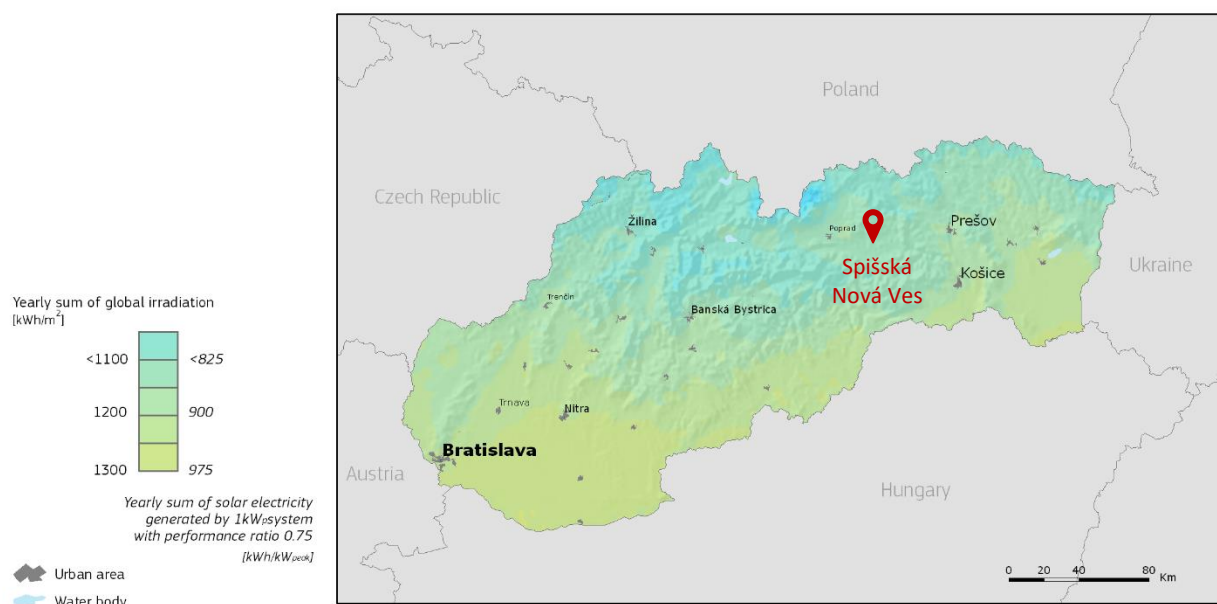 Poland
Czech Republic
Žilina
Poprad
Prešov
Spišská
Nová Ves
Košice
Ukraine
Trenčín
Banská Bystrica
Trnava
Nitra
Bratislava
Austria
Hungary
0 20 40 80 Km
Yearly sum of global irradiation
[kWh/m²]
<1100 <825
1200 900
1300 975
Yearly sum of solar electricity
generated by 1kWpsystem
with performance ratio 0.75
[kWh/kWpeak]
Urban area
Water body